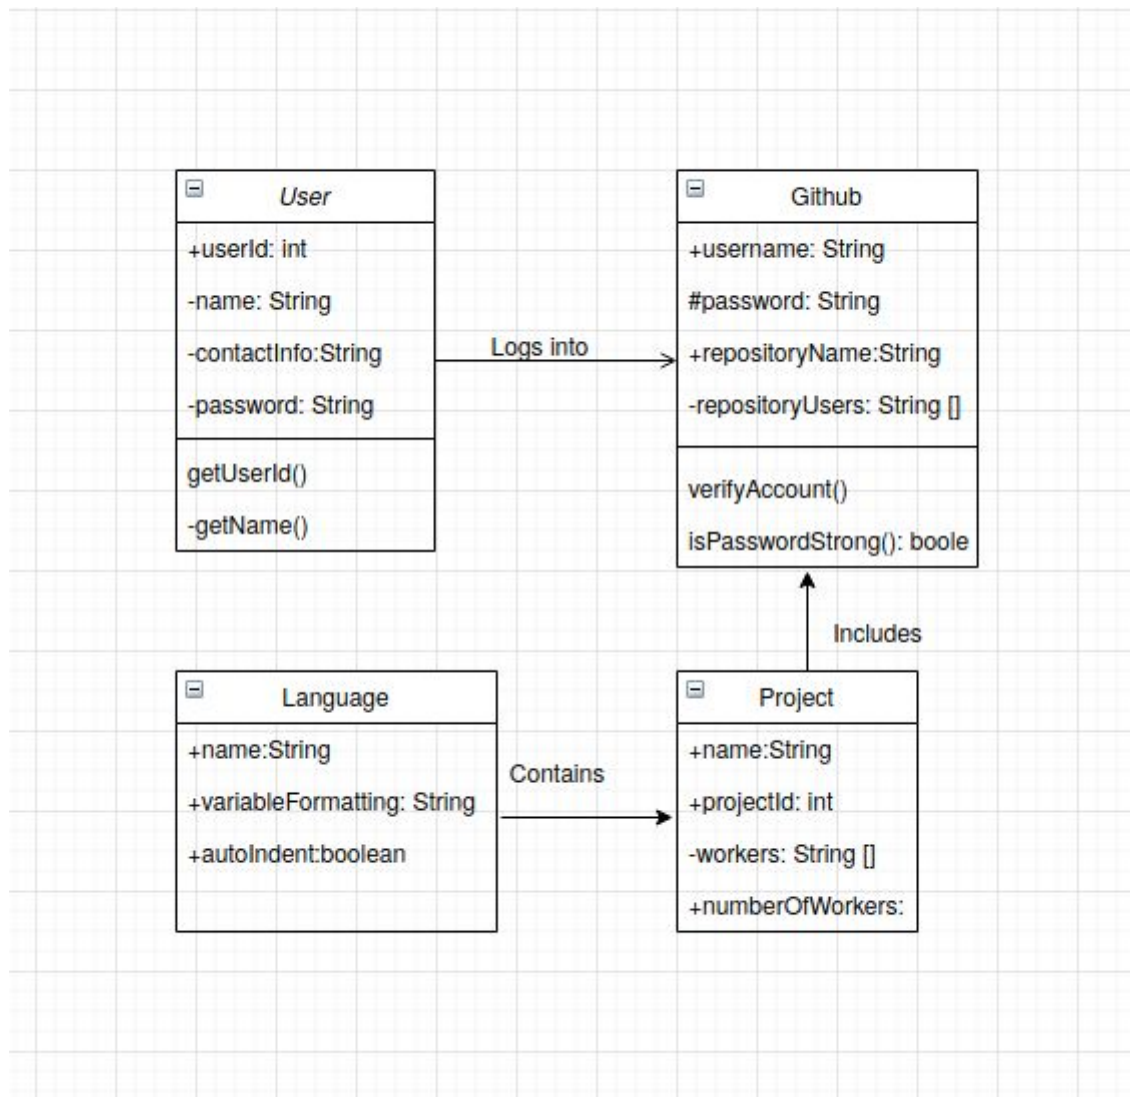 User
+userId: int
-name: String
-contactInfo:String
-password: String
getUserId()
-getName()
Logs into
Github
+username: String
#password: String
+repositoryName:String
-repositoryUsers: String []
verifyAccount()
isPasswordStrong(): boole
Includes
Language
+name:String
+variableFormatting: String
+autoIndent:boolean
Contains
Project
+name:String
+projectId: int
-workers: String []
+numberOfWorkers: